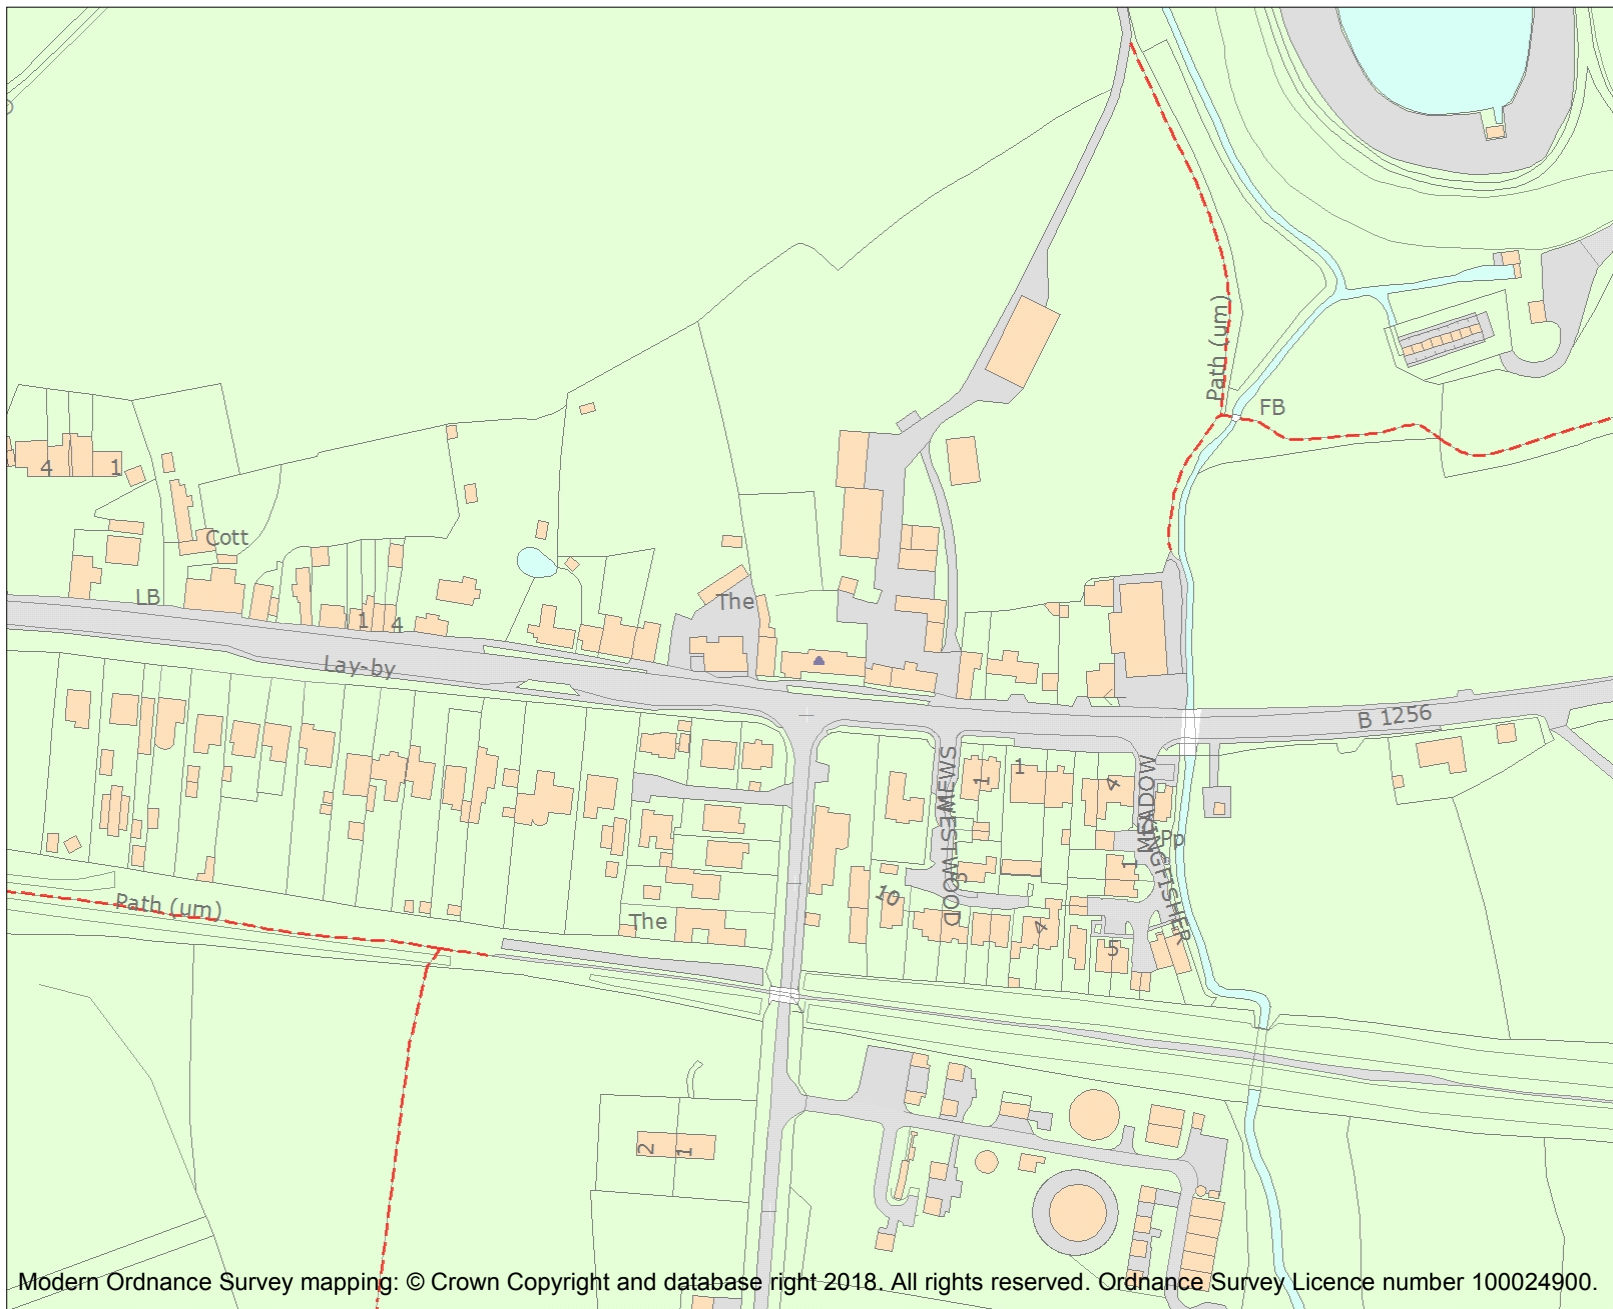 Path (um)
FB
4
1
Cott
LB
1
4
The
Lay-by
B 1256
MEWS
WESTWOOD
1
1
4
MEADOW
KINGFISHER
Pp
1
3
10
4
5
Path (um)
The
2
1
Modern Ordnance Survey mapping: © Crown Copyright and database right 2018. All rights reserved. Ordnance Survey Licence number 100024900.